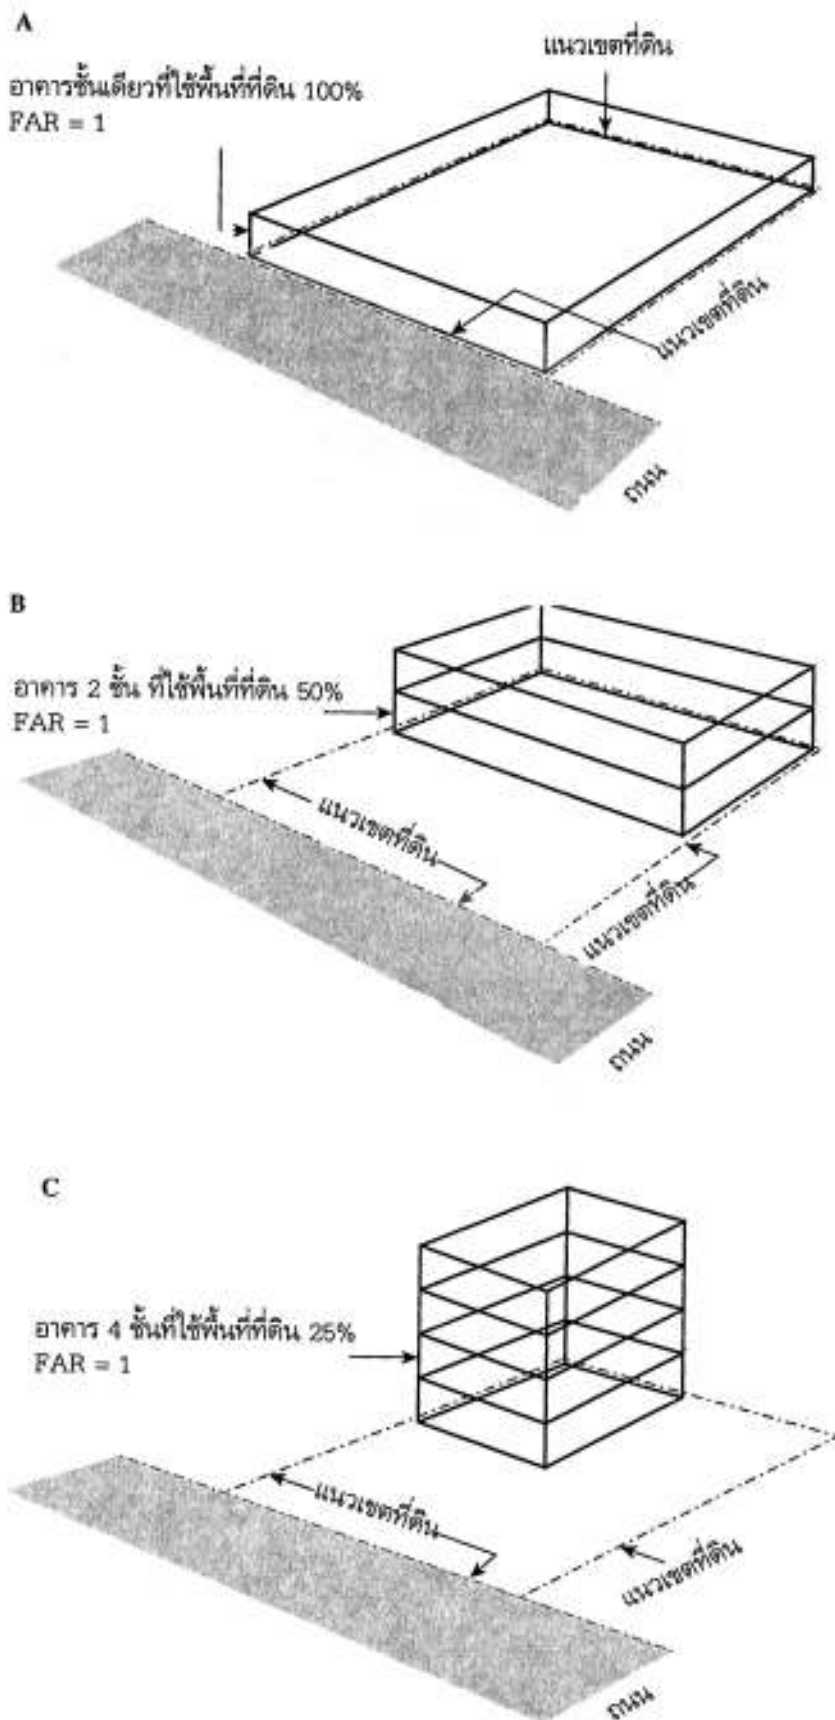 A
แนวเขตที่ดิน
อาคารชั้นเดียวที่ใช้พื้นที่ที่ดิน 100%
FAR = 1
แนวเขตที่ดิน
ถนน
B
อาคาร 2 ชั้น ที่ใช้พื้นที่ที่ดิน 50%
FAR = 1
แนวเขตที่ดิน
แนวเขตที่ดิน
ถนน
C
อาคาร 4 ชั้นที่ใช้พื้นที่ที่ดิน 25%
FAR = 1
แนวเขตที่ดิน
แนวเขตที่ดิน
ถนน